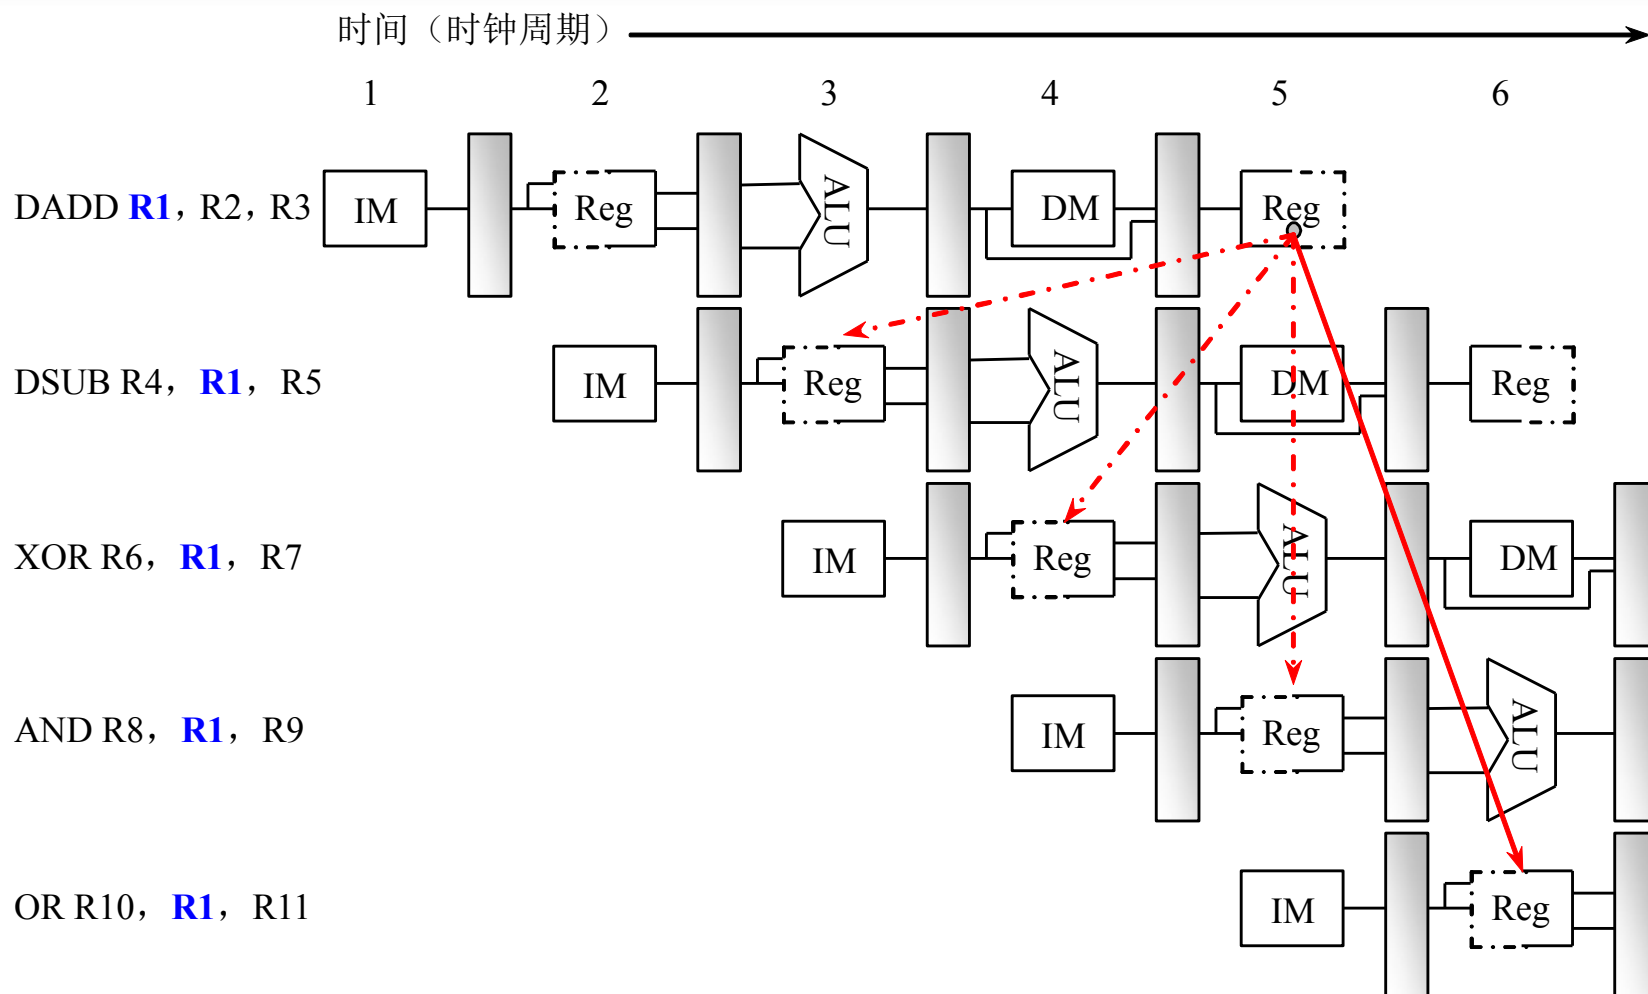 时间（时钟周期）
1 2 3 4 5 6
DADD R1，R2，R3 IM Reg ALU DM Reg
DSUB R4，R1，R5 IM Reg ALU DM Reg
XOR R6，R1，R7 IM Reg ALU DM
AND R8，R1，R9 IM Reg ALU
OR R10，R1，R11 IM Reg